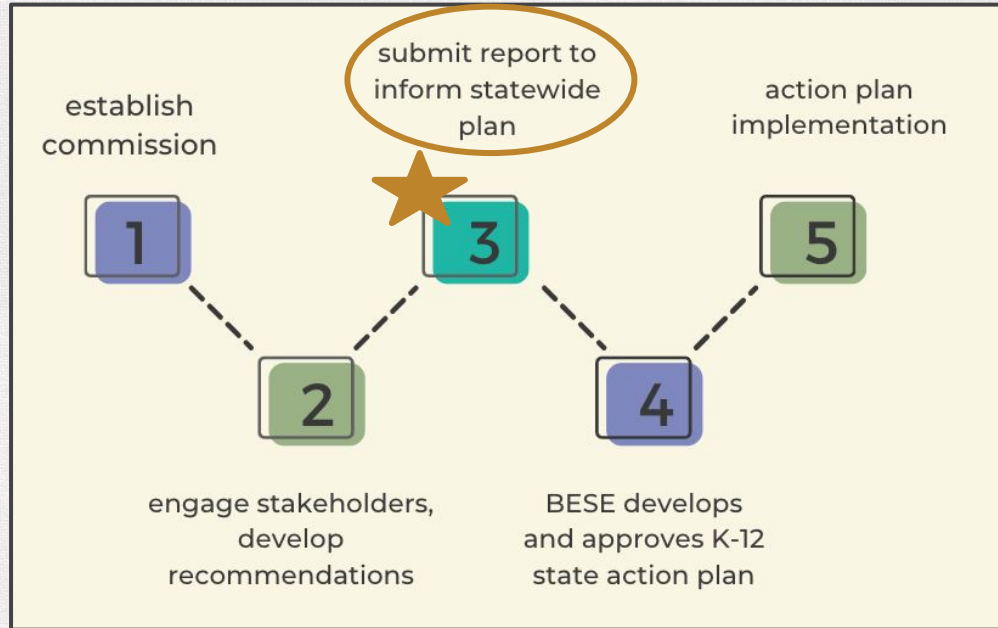 establish
commission
1
engage stakeholders,
develop
recommendations
2
submit report to
inform statewide
plan
3
BESE develops
and approves K-12
state action plan
4
action plan
implementation
5